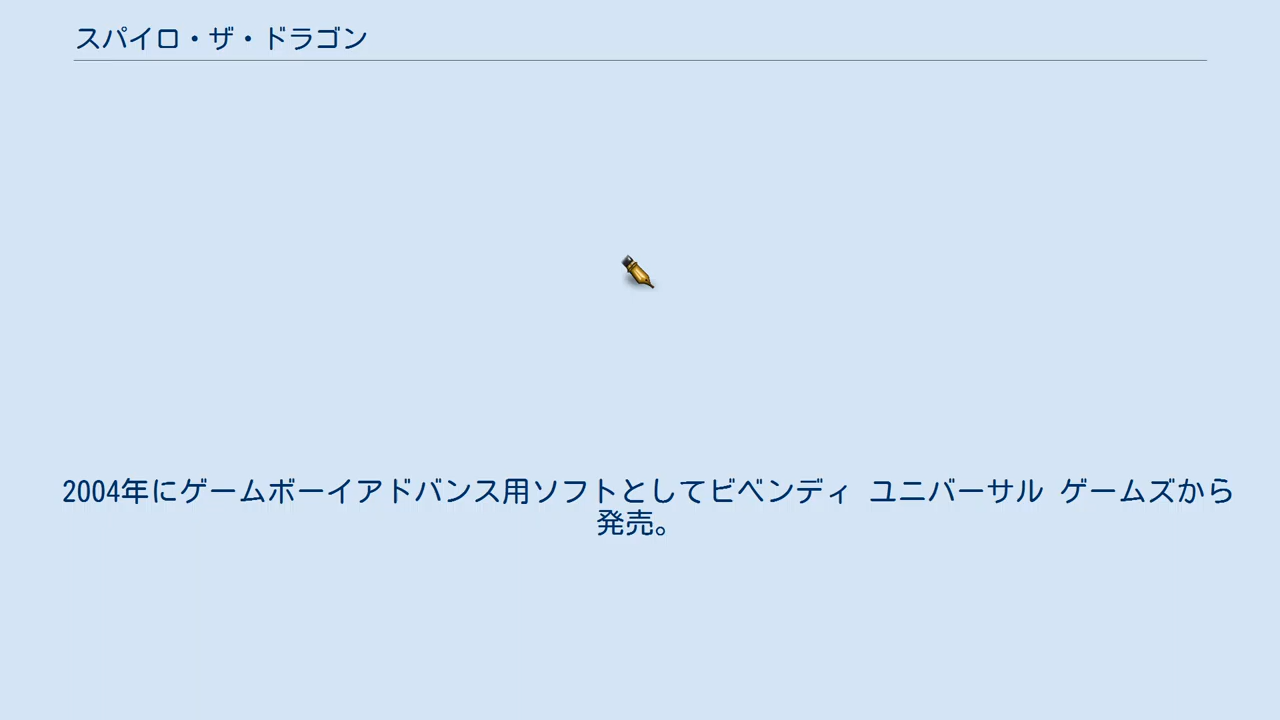 スパイロ・ザ・ドラゴン
2004年にゲームボーイアドバンス用ソフトとしてビベンディ ユニバーサル ゲームズから
発売。